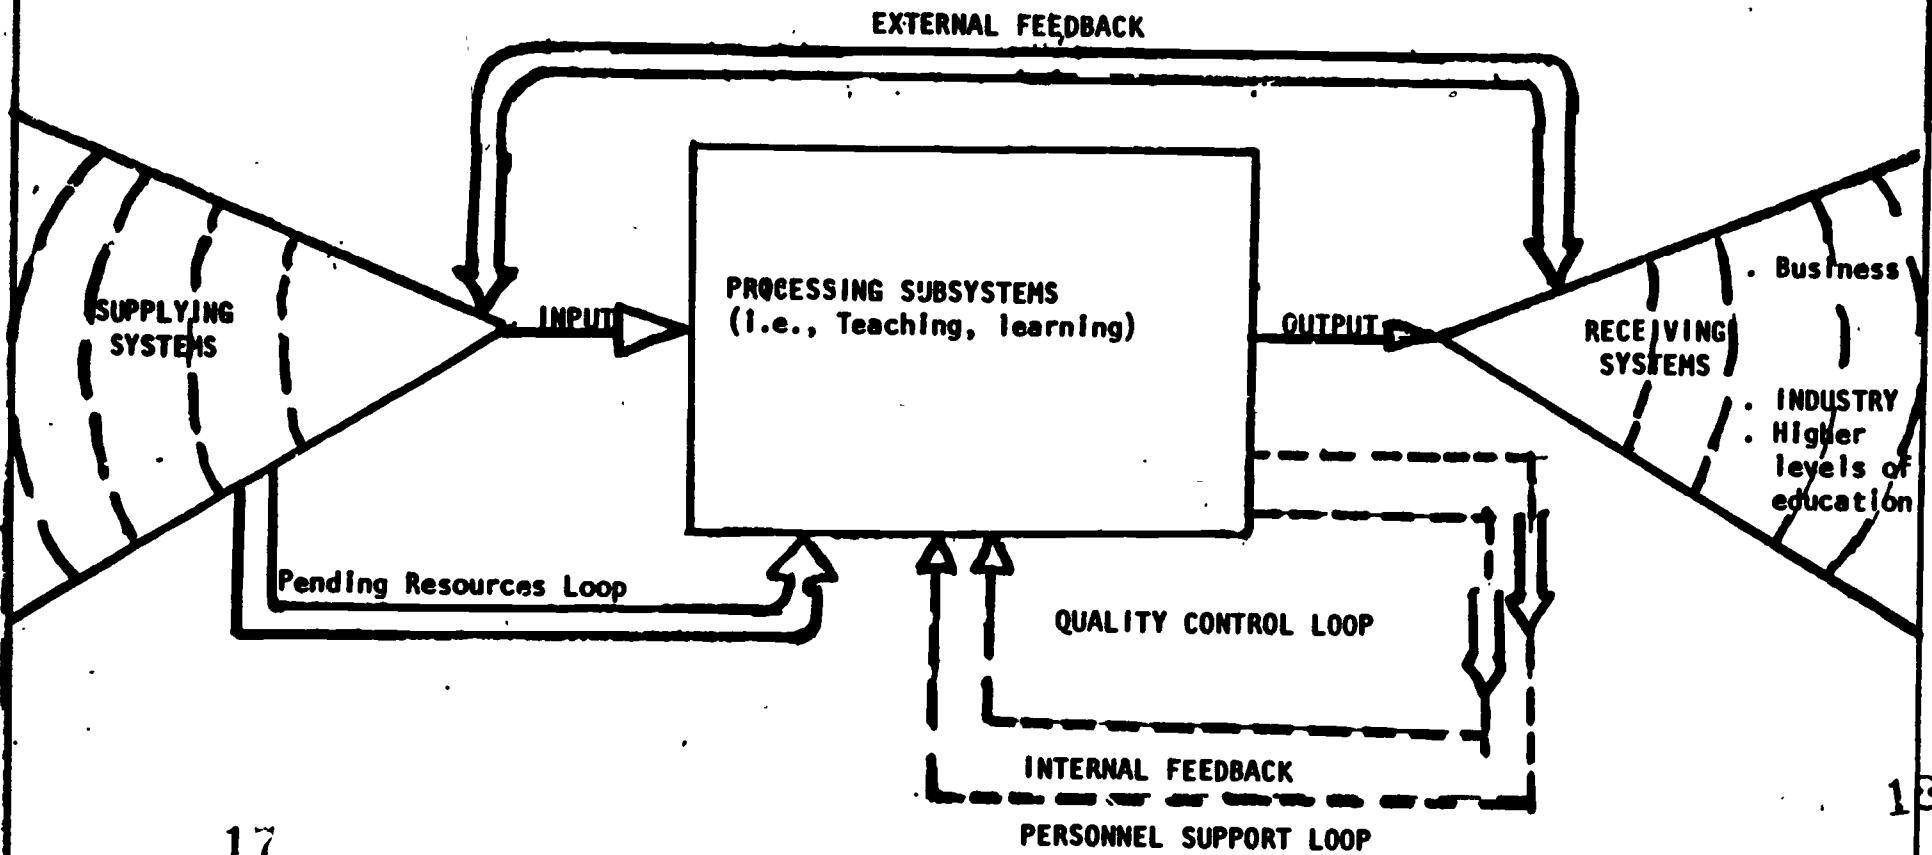 EXTERNAL FEEDBACK
SUPPLYING
SYSTEMS
INPUT
PROCESSING SUBSYSTEMS
(i.e., Teaching, learning)
OUTPUT
RECEIVING
SYSTEMS
. Business
. INDUSTRY
. Higher
levels of
education
Pending Resources Loop
QUALITY CONTROL LOOP
INTERNAL FEEDBACK
PERSONNEL SUPPORT LOOP
17